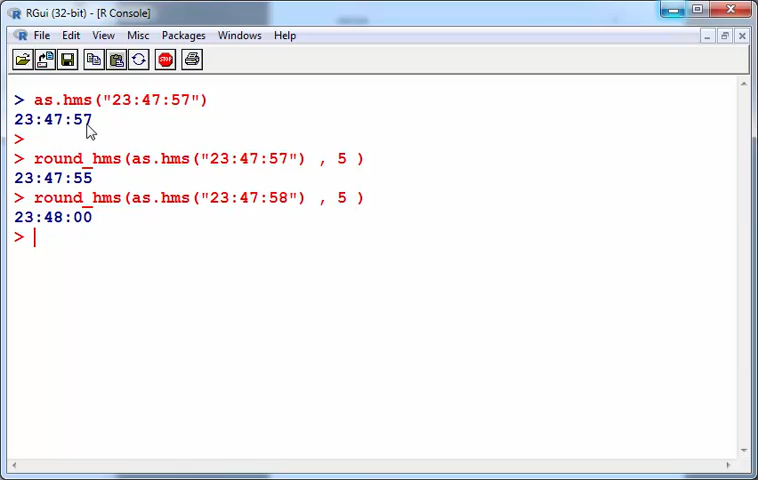 RGui (32-bit) - [R Console]
File Edit View Misc Packages Windows Help
STOP
> as.hms("23:47:57")
23:47:57
>
> round_hms(as.hms("23:47:57") , 5 )
23:47:55
> round_hms(as.hms("23:47:58") , 5 )
23:48:00
>